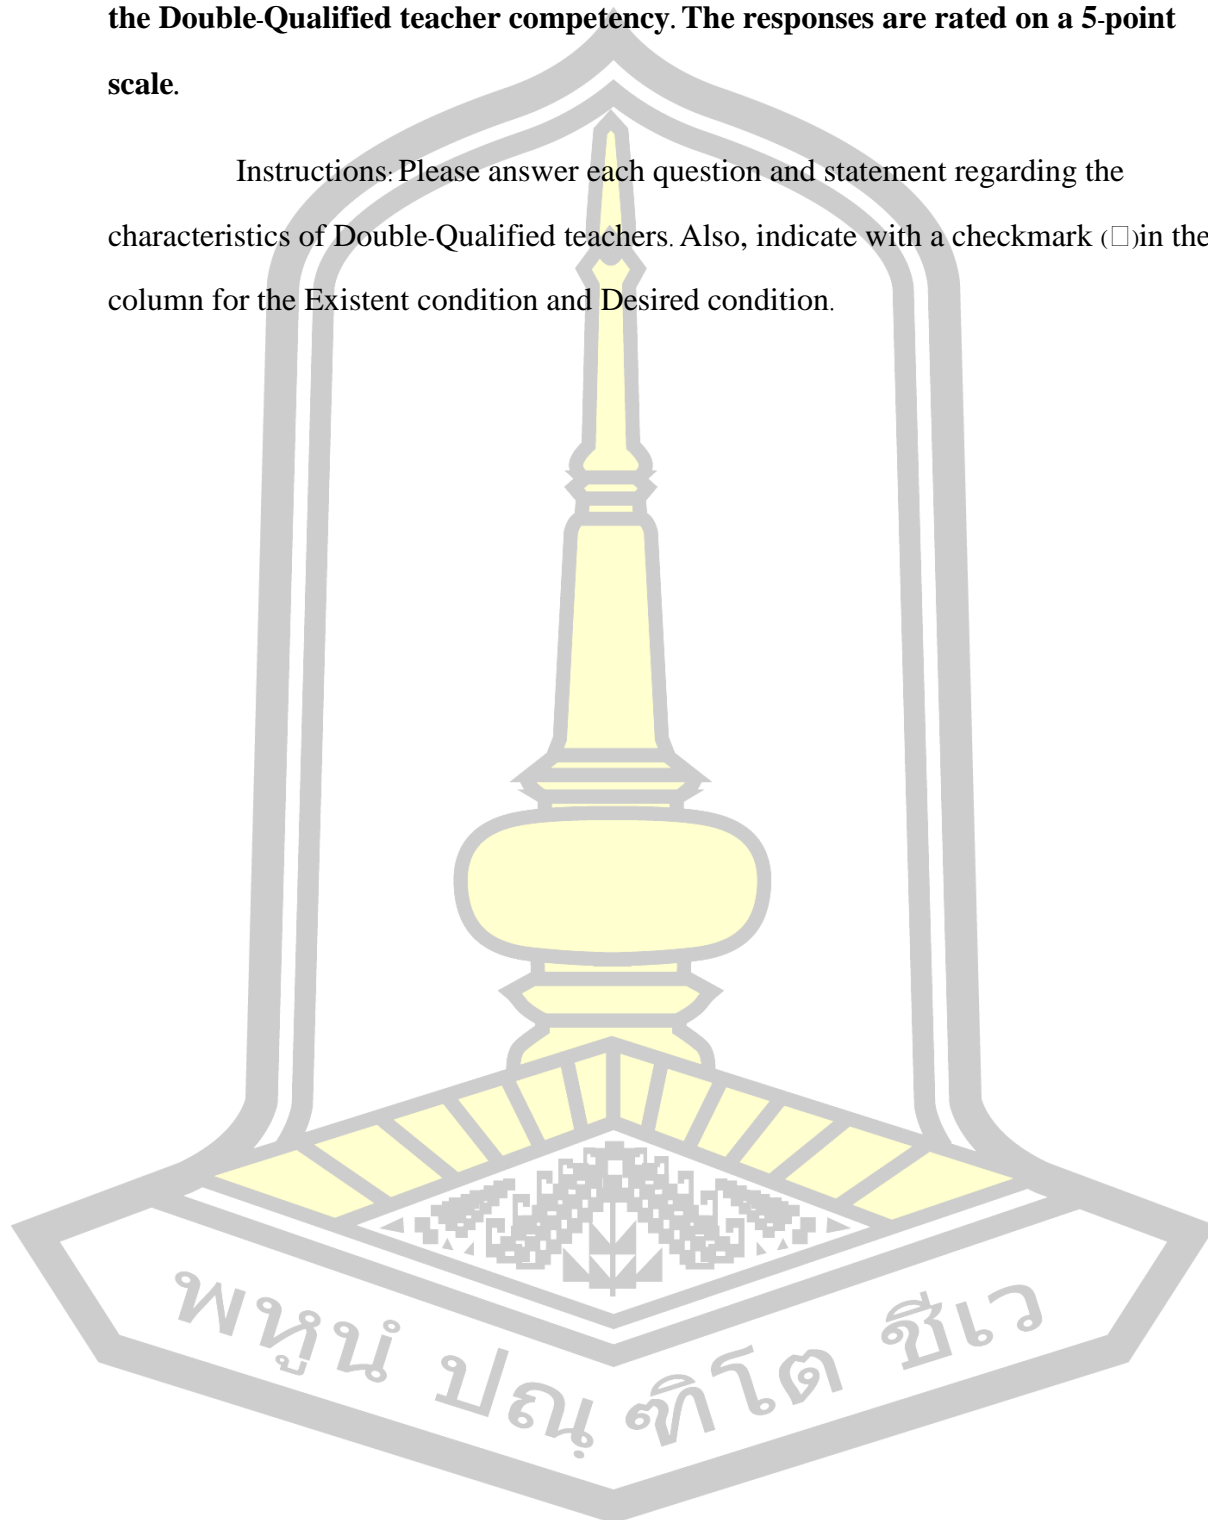 the Double-Qualified teacher competency. The responses are rated on a 5-point
scale.
Instructions: Please answer each question and statement regarding the
characteristics of Double-Qualified teachers. Also, indicate with a checkmark (□)in the
column for the Existent condition and Desired condition.
พหูนํ ปณฺฑิโต ชีเว